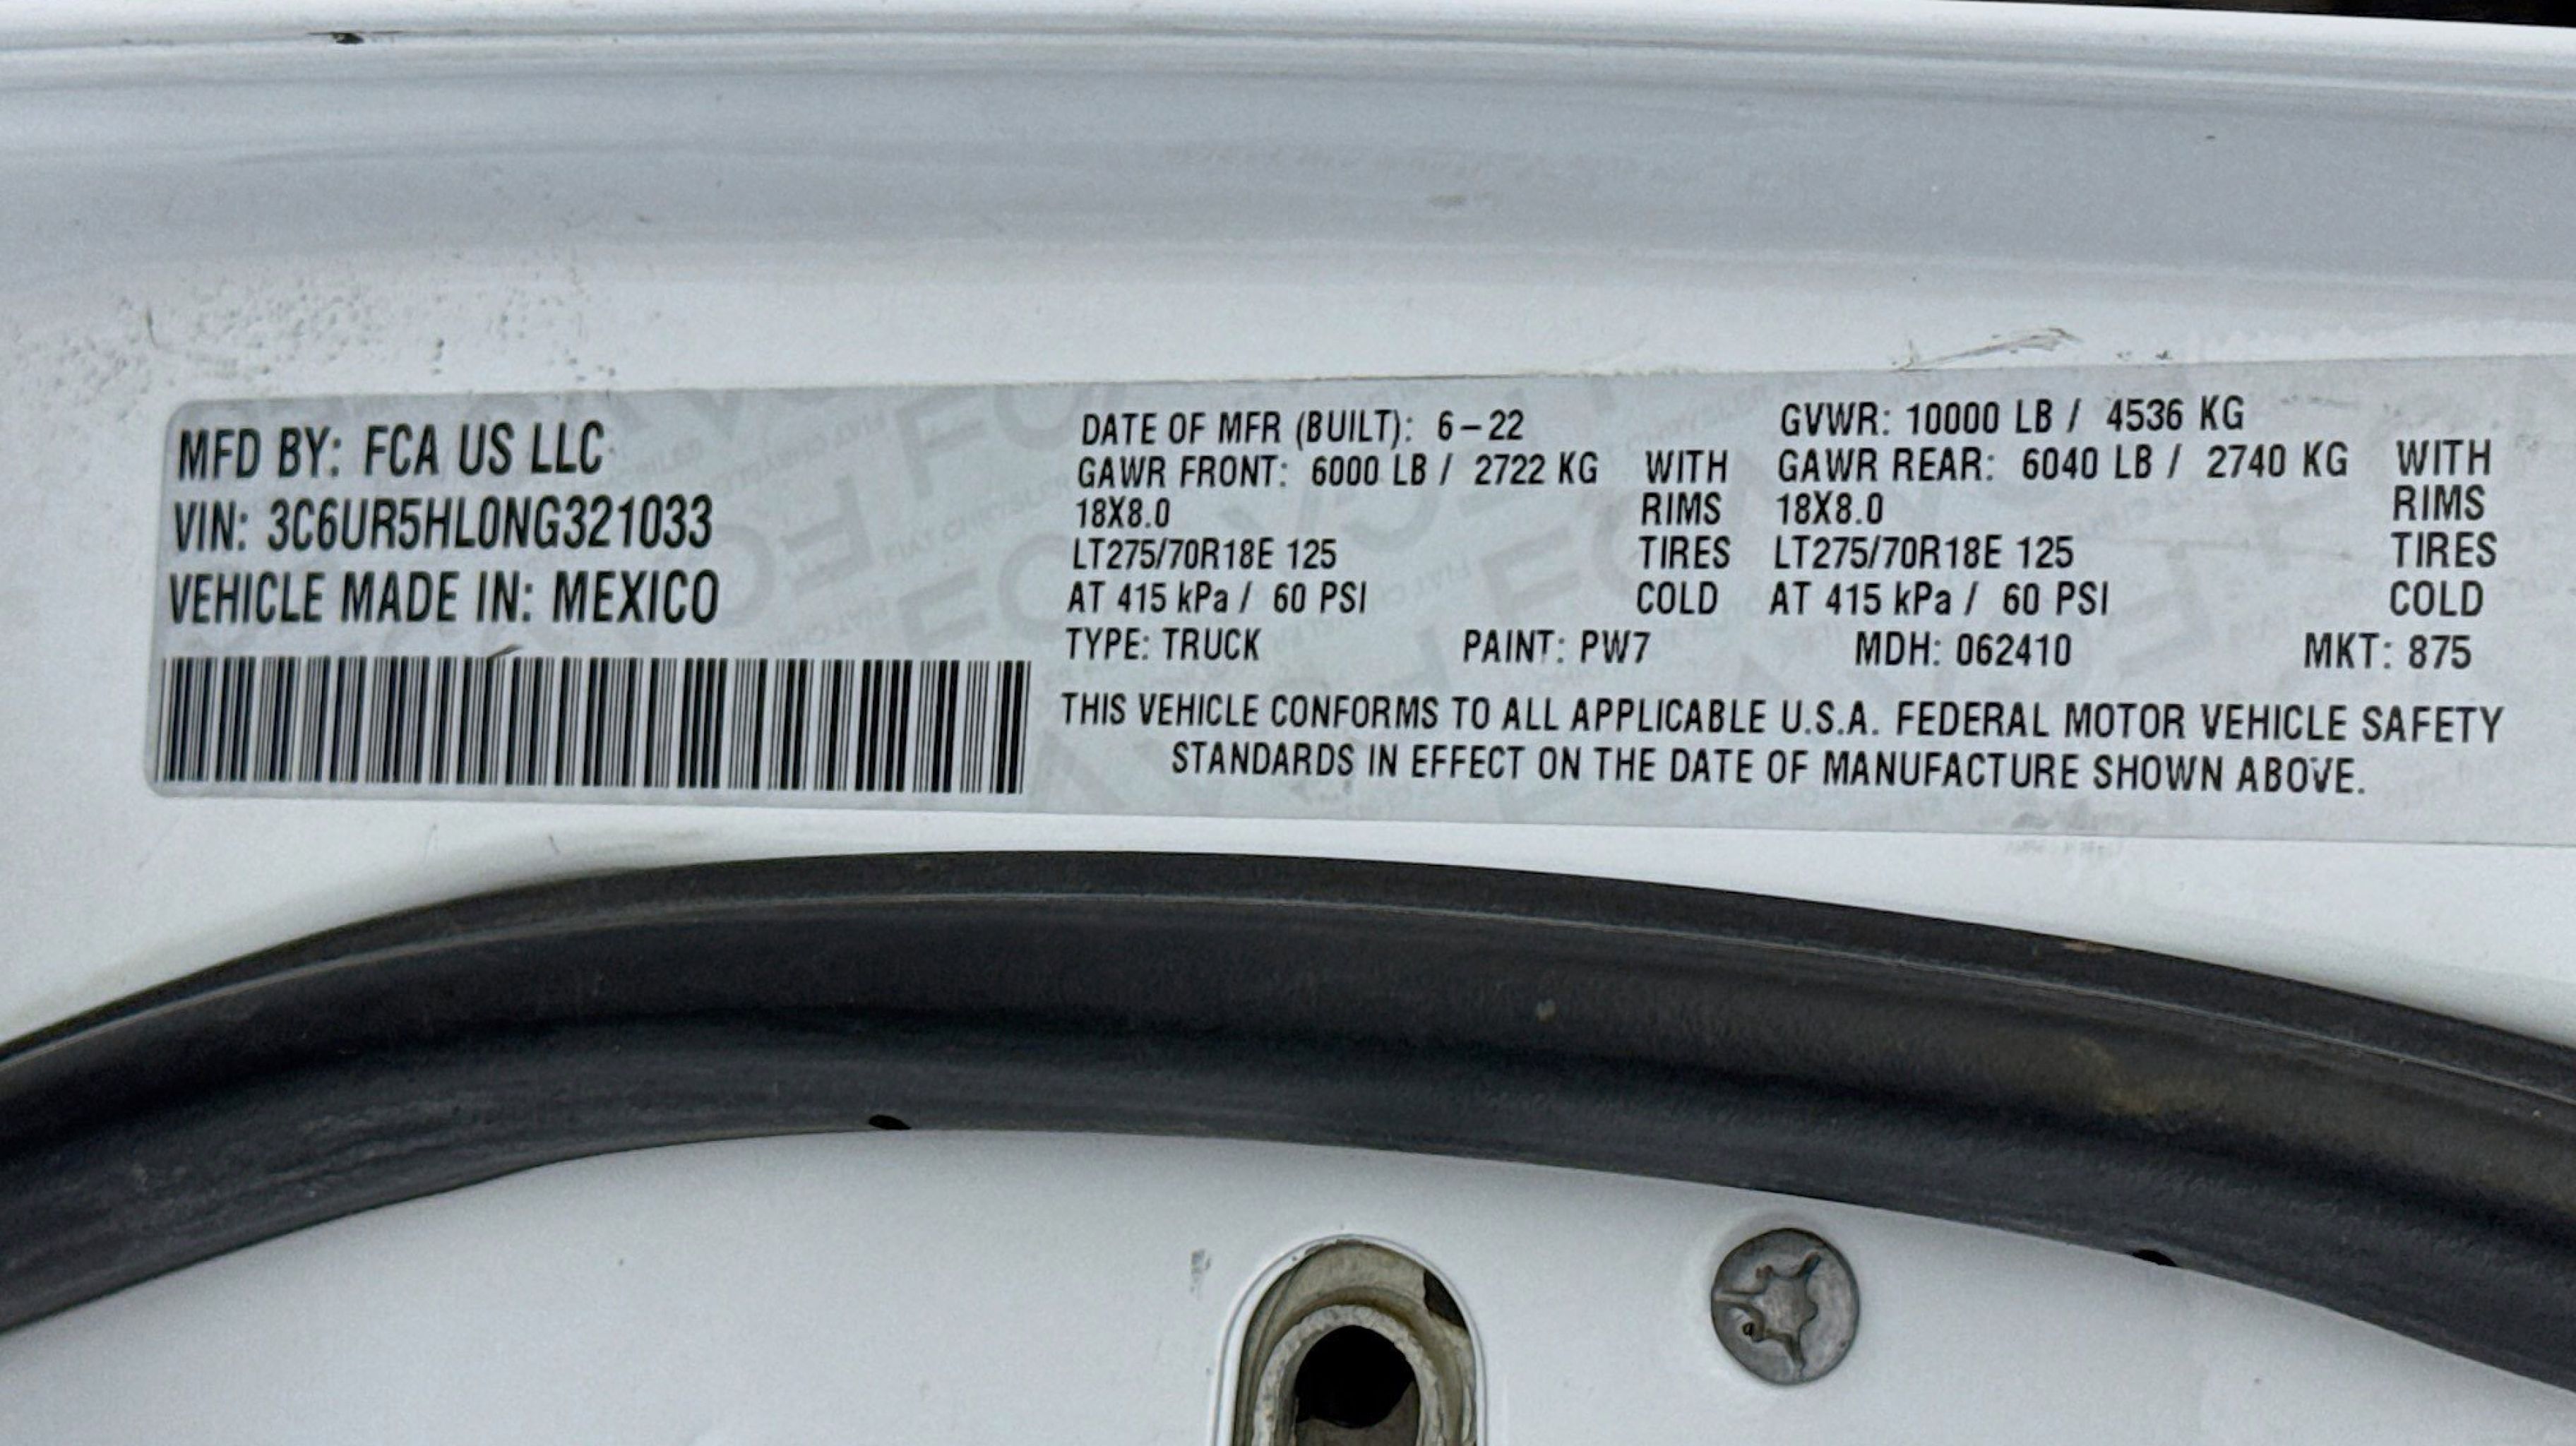 MFD BY: FCA US LLC
VIN: 3C6UR5HL0NG321033
VEHICLE MADE IN: MEXICO
DATE OF MFR (BUILT): 6-22 GVWR: 10000 LB / 4536 KG
GAWR FRONT: 6000 LB / 2722 KG WITH GAWR REAR: 6040 LB / 2740 KG WITH
18X8.0 RIMS 18X8.0 RIMS
LT275/70R18E 125 TIRES LT275/70R18E 125 TIRES
AT 415 kPa / 60 PSI COLD AT 415 kPa / 60 PSI COLD
TYPE: TRUCK PAINT: PW7 MDH: 062410 MKT: 875
THIS VEHICLE CONFORMS TO ALL APPLICABLE U.S.A. FEDERAL MOTOR VEHICLE SAFETY
STANDARDS IN EFFECT ON THE DATE OF MANUFACTURE SHOWN ABOVE.